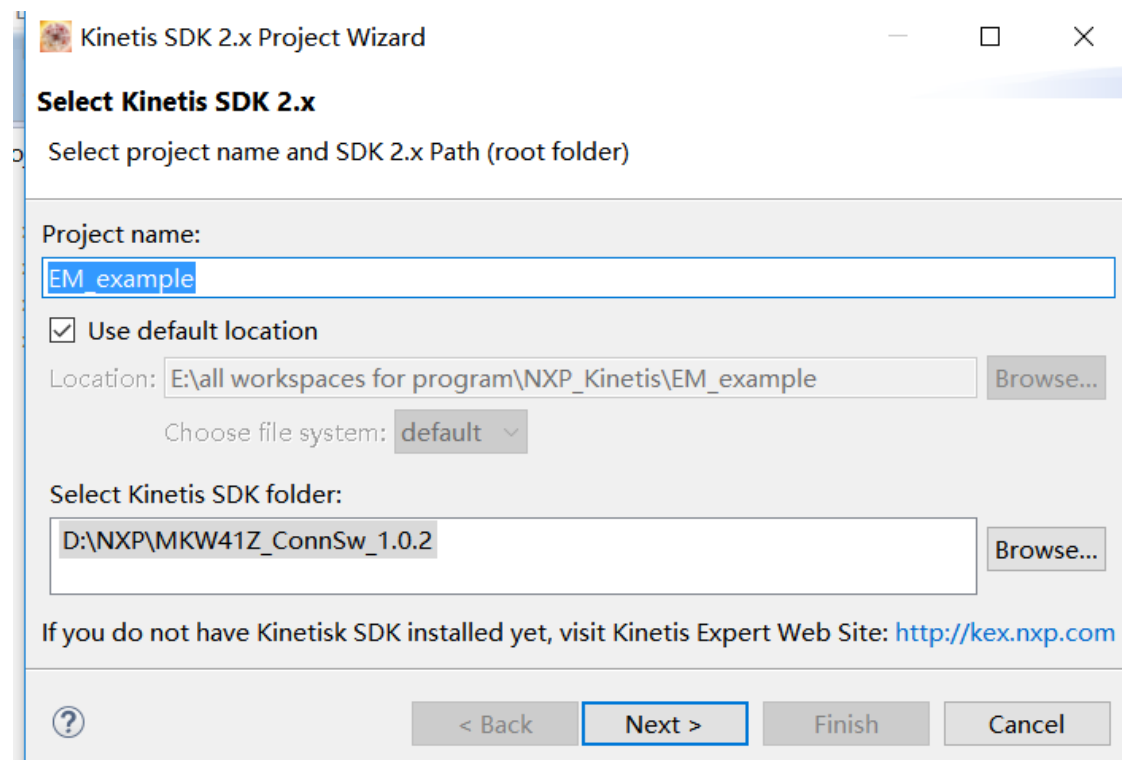 Kinetis SDK 2.x Project Wizard
Select Kinetis SDK 2.x
Select project name and SDK 2.x Path (root folder)
Project name:
EM_example
Use default location
Location: E:\all workspaces for program\NXP_Kinetis\EM_example Browse...
Choose file system: default
Select Kinetis SDK folder:
D:\NXP\MKW41Z_ConnSw_1.0.2
Browse...
If you do not have Kinetisk SDK installed yet, visit Kinetis Expert Web Site: http://kex.nxp.com
? < Back Next > Finish Cancel